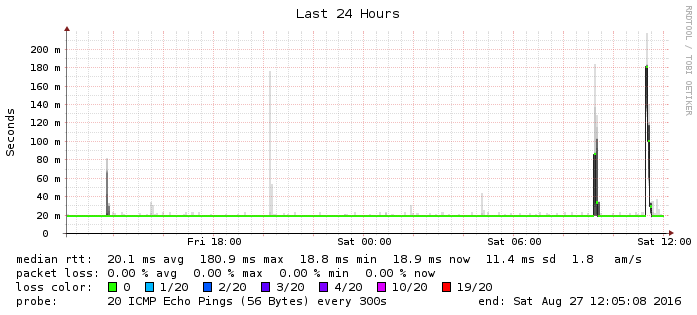 Last 24 Hours
RRDTOOL / TOBI OETIKER
Seconds
200 m
180 m
160 m
140 m
120 m
100 m
80 m
60 m
40 m
20 m
0
Fri 18:00 Sat 00:00 Sat 06:00 Sat 12:00
median rtt: 20.1 ms avg 180.9 ms max 18.8 ms min 18.9 ms now 11.4 ms sd 1.8 am/s
packet loss: 0.00 % avg 0.00 % max 0.00 % min 0.00 % now
loss color: 0 1/20 2/20 3/20 4/20 10/20 19/20
probe: 20 ICMP Echo Pings (56 Bytes) every 300s end: Sat Aug 27 12:05:08 2016